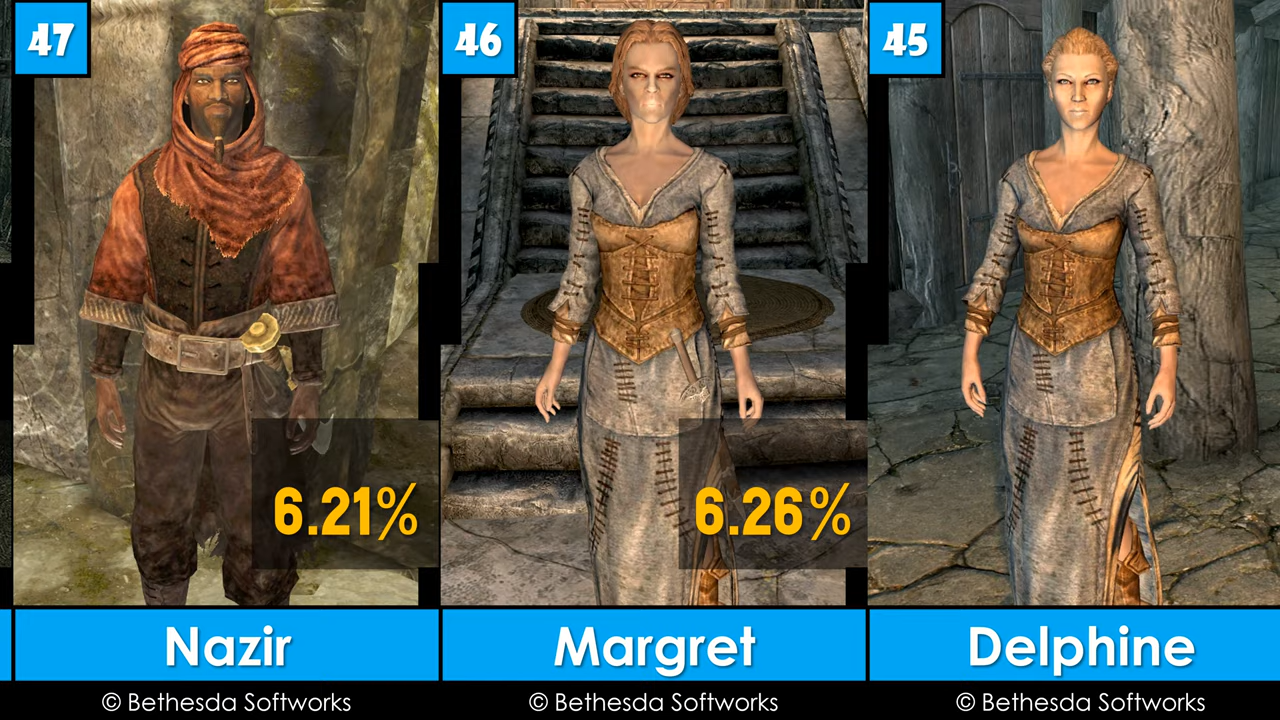 47
46
45
6.21%
6.26%
Nazir
Margret
Delphine
© Bethesda Softworks
© Bethesda Softworks
© Bethesda Softworks